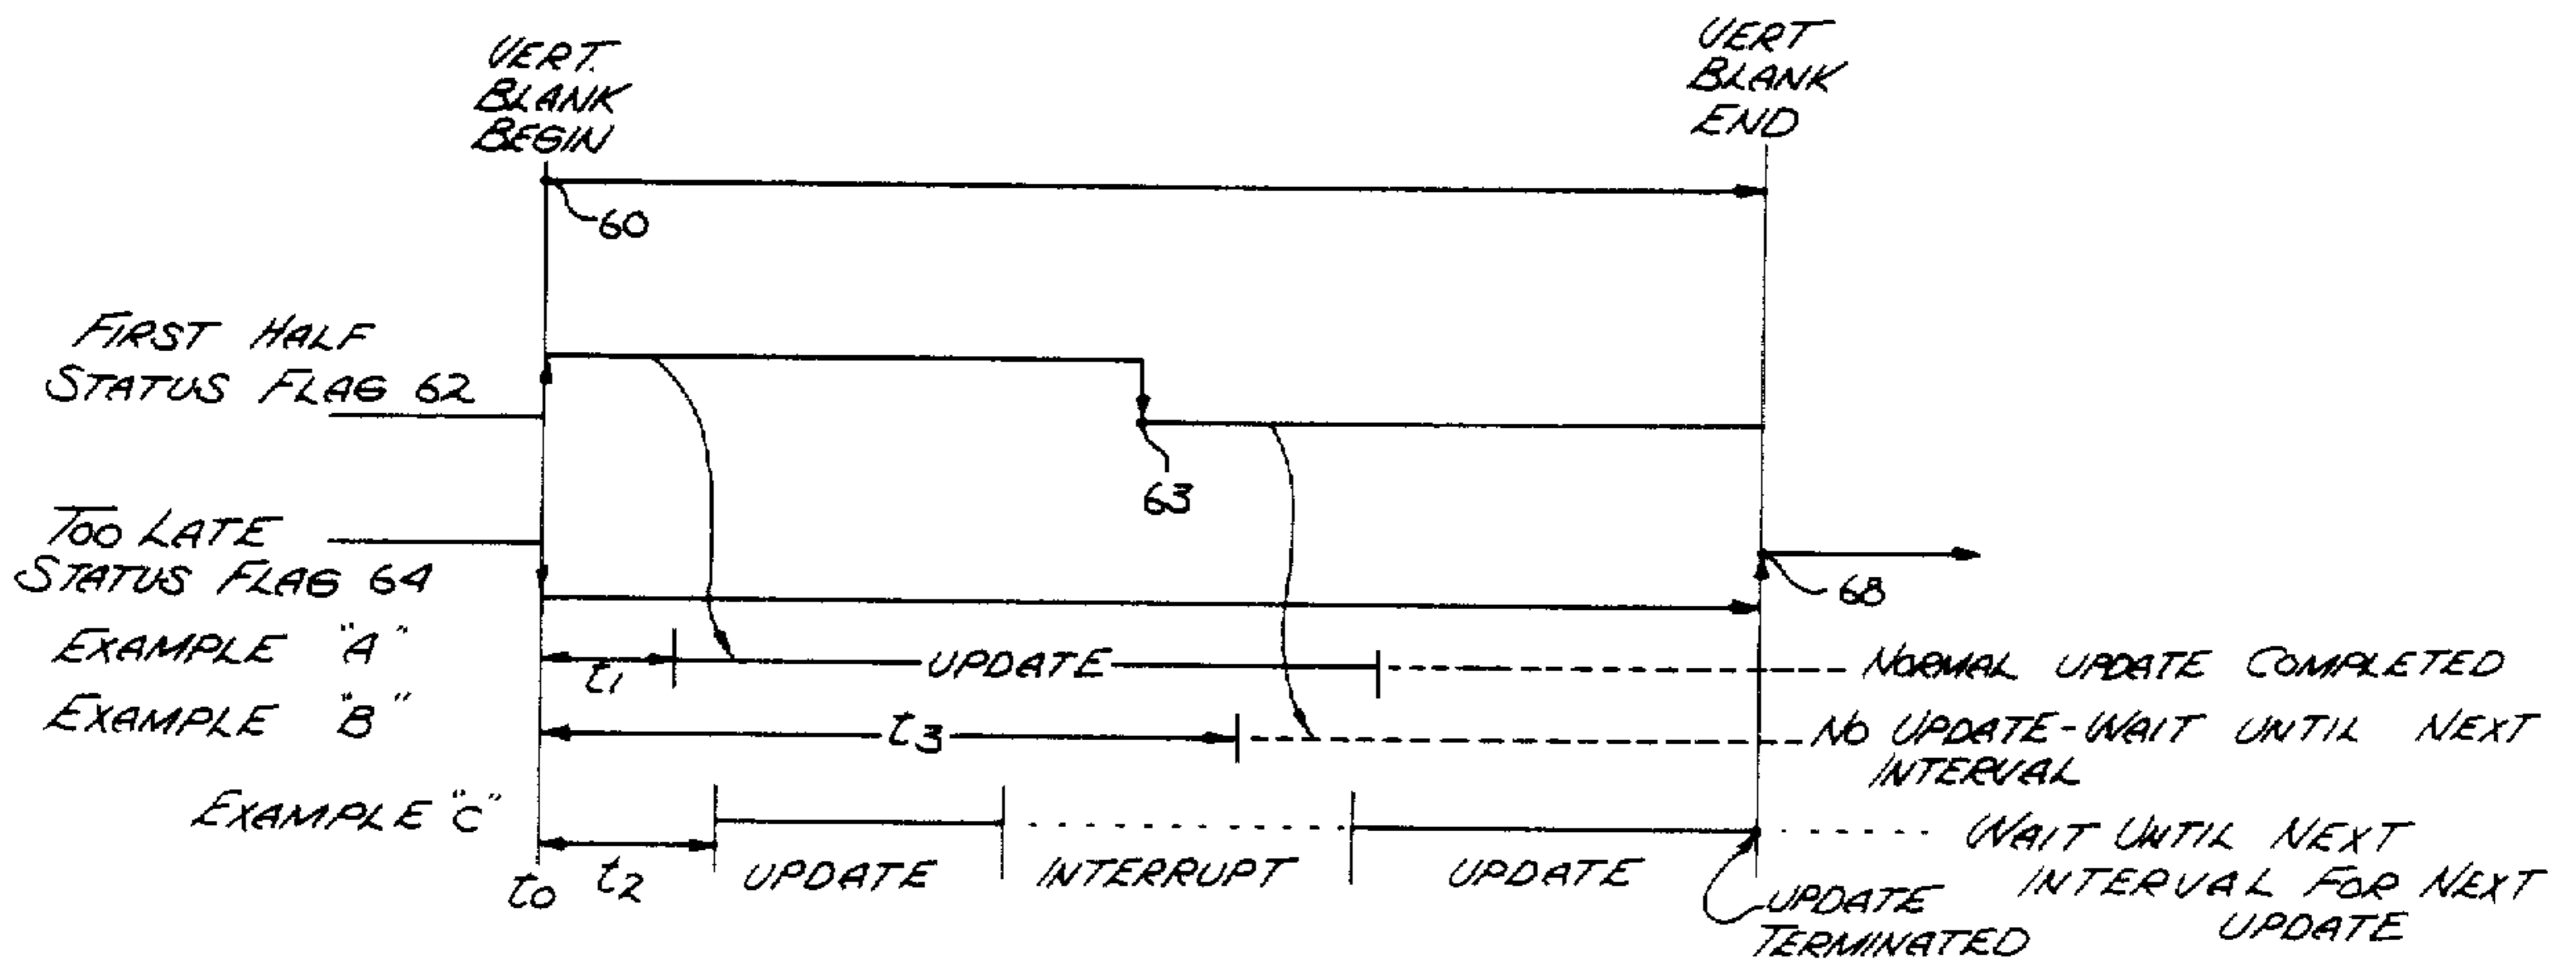 VERT.
BLANK
BEGIN
VERT
BLANK
END
60
FIRST HALF
STATUS FLAG 62
63
TOO LATE
STATUS FLAG 64
68
EXAMPLE "A"
t1
UPDATE
NORMAL UPDATE COMPLETED
EXAMPLE "B"
t3
NO UPDATE-WAIT UNTIL NEXT
INTERVAL
EXAMPLE "C"
t0
t2
UPDATE
INTERRUPT
UPDATE
UPDATE
TERMINATED
WAIT UNTIL NEXT
INTERVAL FOR NEXT
UPDATE